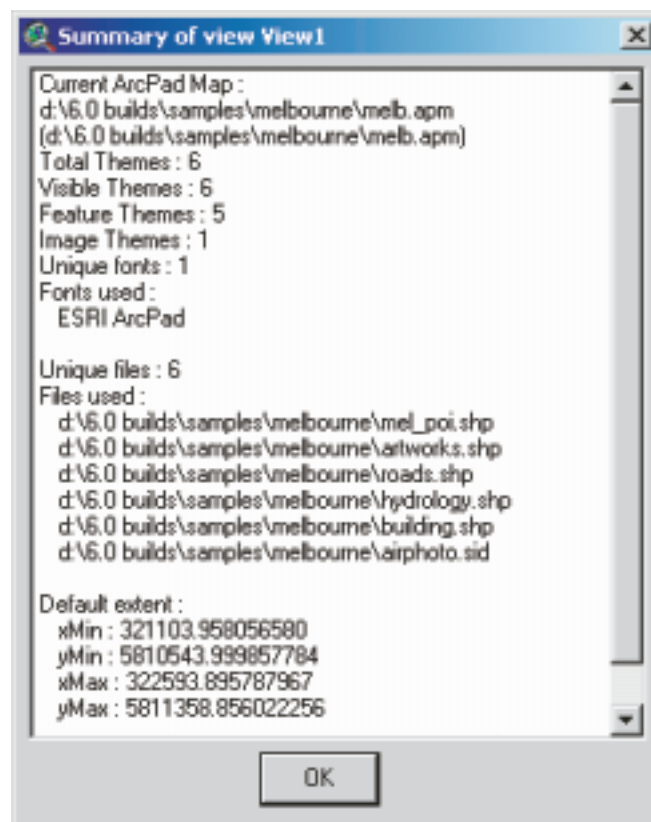 Summary of view View1
Current ArcPad Map :
d:\6.0 builds\samples\melbourne\melb.apm
(d:\6.0 builds\samples\melbourne\melb.apm)
Total Themes : 6
Visible Themes : 6
Feature Themes : 5
Image Themes : 1
Unique fonts : 1
Fonts used :
ESRI ArcPad
Unique files : 6
Files used :
d:\6.0 builds\samples\melbourne\mel_poi.shp
d:\6.0 builds\samples\melbourne\artworks.shp
d:\6.0 builds\samples\melbourne\roads.shp
d:\6.0 builds\samples\melbourne\hydrology.shp
d:\6.0 builds\samples\melbourne\building.shp
d:\6.0 builds\samples\melbourne\airphoto.sid
Default extent :
xMin : 321103.958056580
yMin : 5810543.999857784
xMax : 322593.895787967
yMax : 5811358.856022256
OK